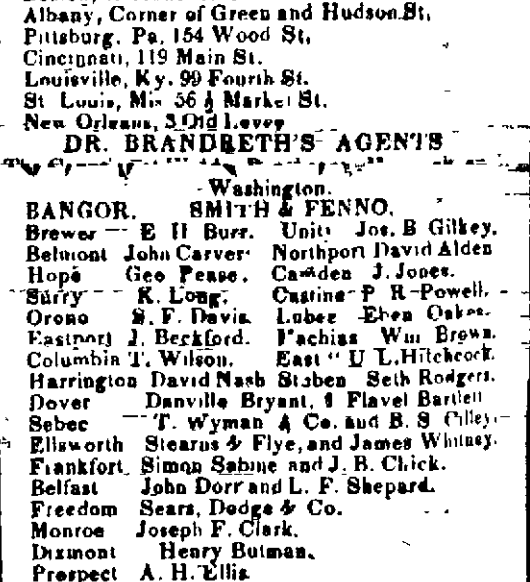 Albany, Corner of Green and Hudson St.
Pittsburg, Pa. 154 Wood St,
Cincinnati, 119 Main St.
Louisville, Ky. 99 Fourth St.
St Louis, Mis 56 ½ Market St.
New Orleans, 3 Old Levey
DR. BRANDRETH'S AGENTS
Washington.
BANGOR. SMITH & FENNO.
Brewer E H Burr. Unity Jos. B Gilkey.
Belmont John Carver Northport David Alden
Hope Geo Pease. Camden J. Jones.
Surry K. Long. Castine P R Powell.
Orono S. F. Davis. Lubec Eben Oakes.
Eastport J. Beckford. Machias Wm Brown.
Columbia T. Wilson. East " U L. Hitchcock.
Harrington David Nash Stuben Seth Rodgers.
Dover Danville Bryant, & Flavel Bartlett
Sebec T. Wyman & Co. and B. S Cilley.
Ellsworth Stearns & Flye, and James Whitney.
Frankfort, Simon Sabine and J. B. Chick.
Belfast John Dorr and L. F. Shepard.
Freedom Sears, Dodge & Co.
Monroe Joseph F. Clark.
Dixmont Henry Butman.
Prospect A. H. Ellis